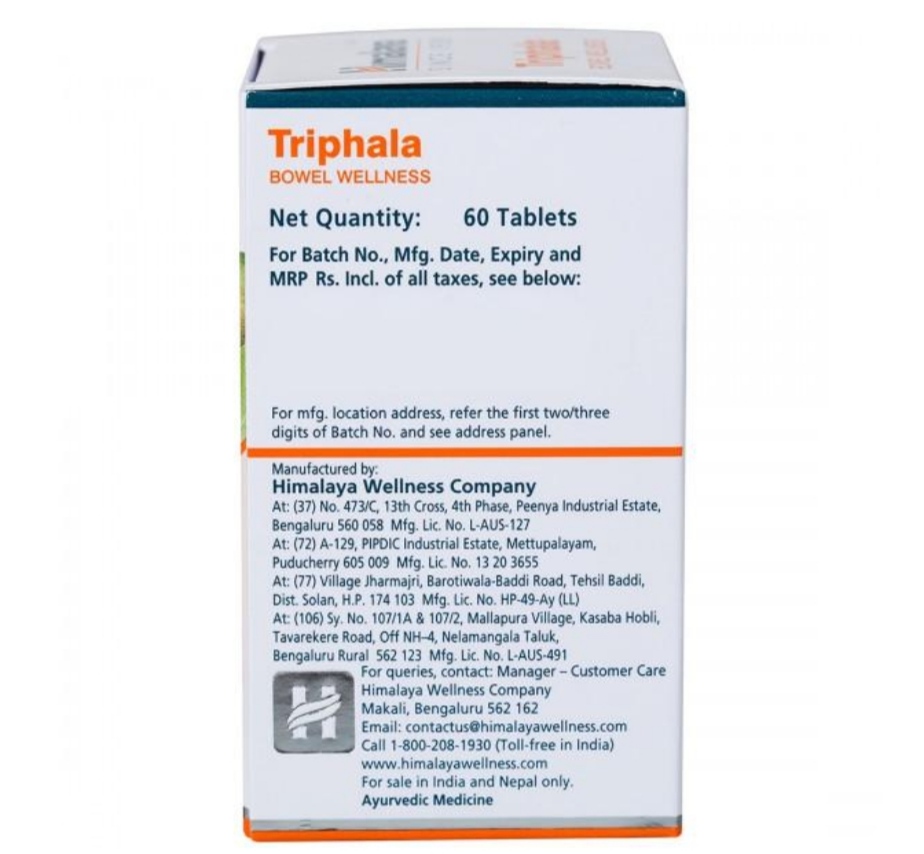 Triphala
BOWEL WELLNESS
Net Quantity: 60 Tablets
For Batch No., Mfg. Date, Expiry and
MRP Rs. Incl. of all taxes, see below:
For mfg. location address, refer the first two/three
digits of Batch No. and see address panel.
Manufactured by:
Himalaya Wellness Company
At: (37) No. 473/C, 13th Cross, 4th Phase, Peenya Industrial Estate,
Bengaluru 560 058 Mfg. Lic. No. L-AUS-127
At: (72) A-129, PIPDIC Industrial Estate, Mettupalayam,
Puducherry 605 009 Mfg. Lic. No. 13 20 3655
At: (77) Village Jharmajri, Barotiwala-Baddi Road, Tehsil Baddi,
Dist. Solan, H.P. 174 103 Mfg. Lic. No. HP-49-Ay (LL)
At: (106) Sy. No. 107/1A & 107/2, Mallapura Village, Kasaba Hobli,
Tavarekere Road, Off NH–4, Nelamangala Taluk,
Bengaluru Rural 562 123 Mfg. Lic. No. L-AUS-491
For queries, contact: Manager – Customer Care
Himalaya Wellness Company
Makali, Bengaluru 562 162
Email: contactus@himalayawellness.com
Call 1-800-208-1930 (Toll-free in India)
www.himalayawellness.com
For sale in India and Nepal only.
Ayurvedic Medicine